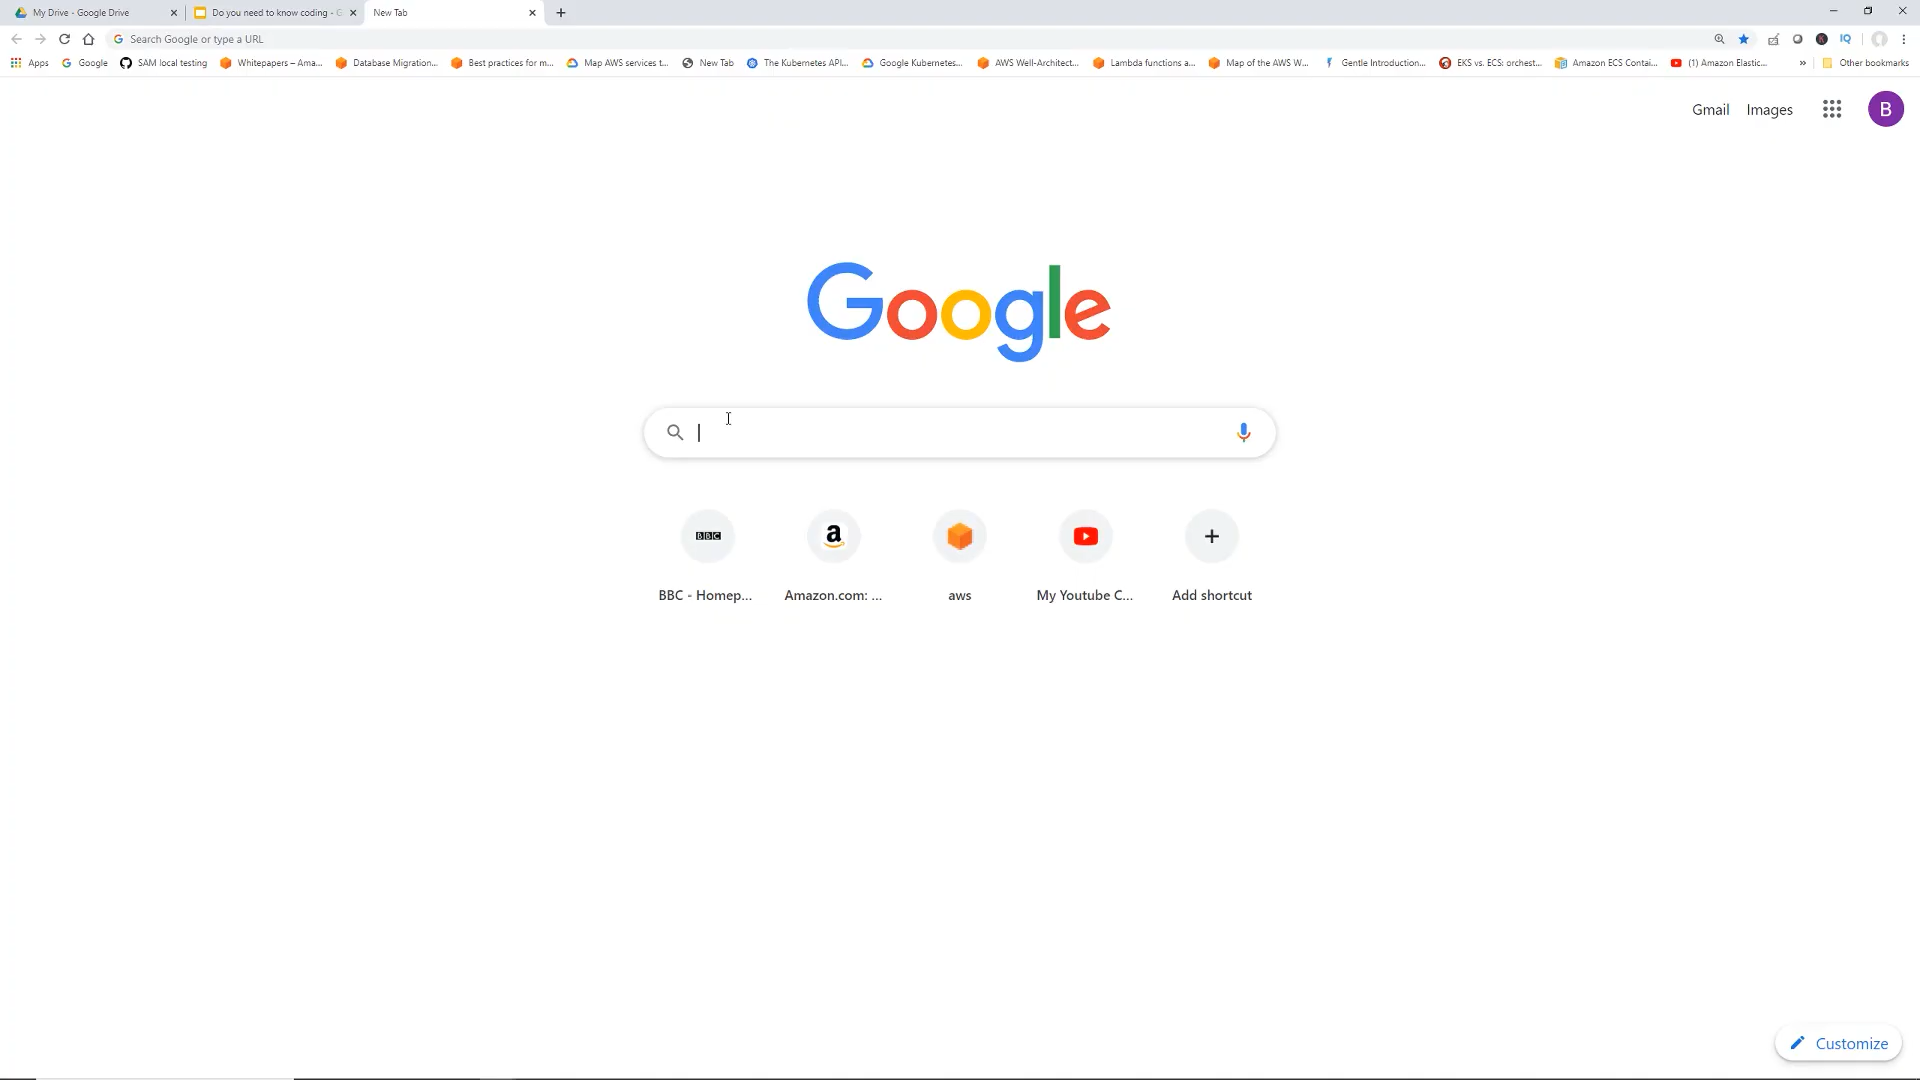 My Drive - Google Drive
Do you need to know coding - G
New Tab
Search Google or type a URL
IQ
Apps
Google
SAM local testing
Whitepapers – Ama...
Database Migration...
Best practices for m...
Map AWS services t...
New Tab
The Kubernetes API...
Google Kubernetes...
AWS Well-Architect...
Lambda functions a...
Map of the AWS W...
Gentle Introduction...
EKS vs. ECS: orchest...
Amazon ECS Contai...
(1) Amazon Elastic...
»
Other bookmarks
Gmail
Images
B
Google
BBC
a
BBC - Homep...
Amazon.com: ...
aws
My Youtube C...
Add shortcut
Customize